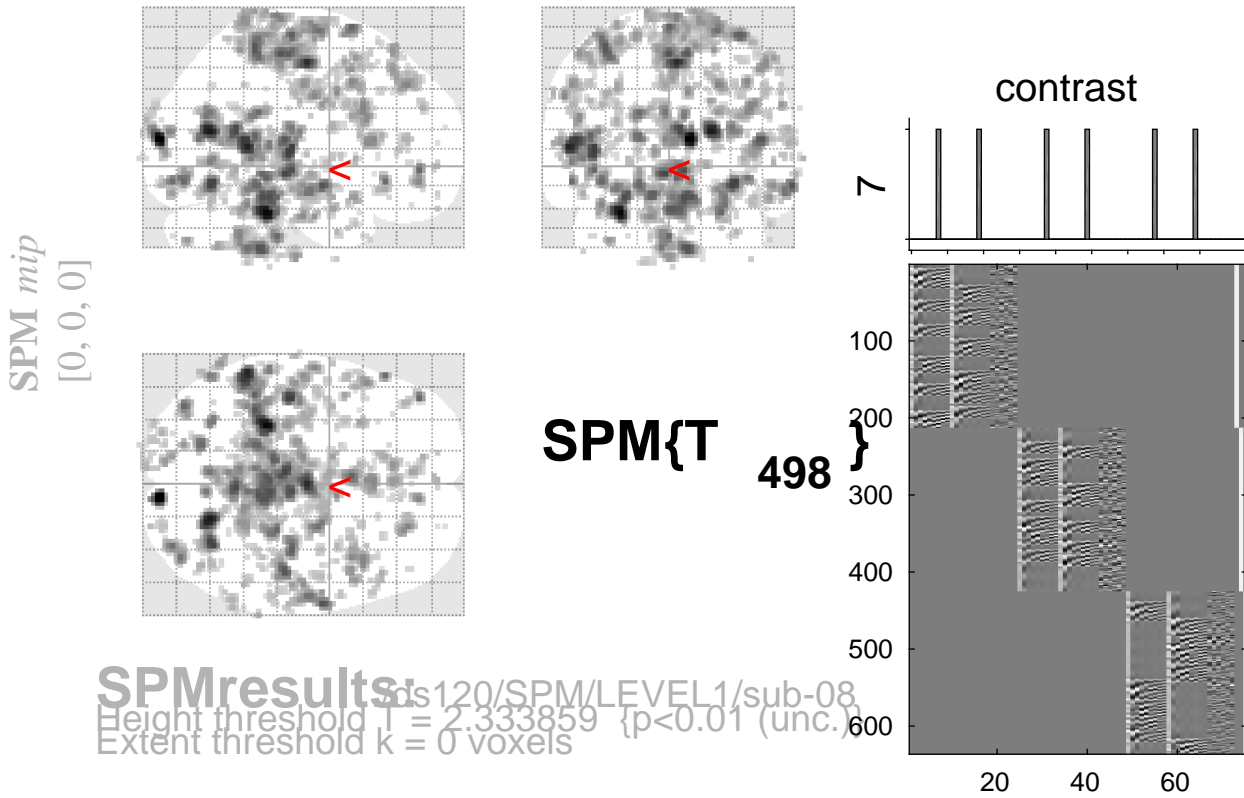 contrast
7
<
<
SPM mip
[0, 0, 0]
<
SPM{T 498 }
100
200
300
400
500
600
20 40 60
SPMresults: /ds120/SPM/LEVEL1/sub-08
Height threshold T = 2.333859 {p<0.01 (unc.)}
Extent threshold k = 0 voxels